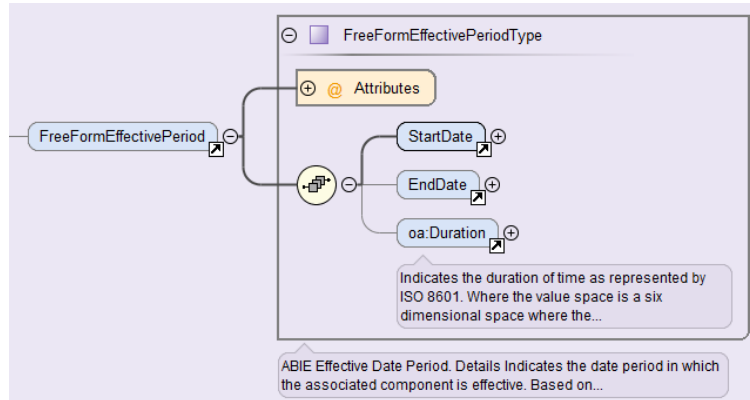 FreeFormEffectivePeriodType
@ Attributes
FreeFormEffectivePeriod
StartDate
EndDate
oa:Duration
Indicates the duration of time as represented by
ISO 8601. Where the value space is a six
dimensional space where the...
ABIE Effective Date Period. Details Indicates the date period in which
the associated component is effective. Based on...